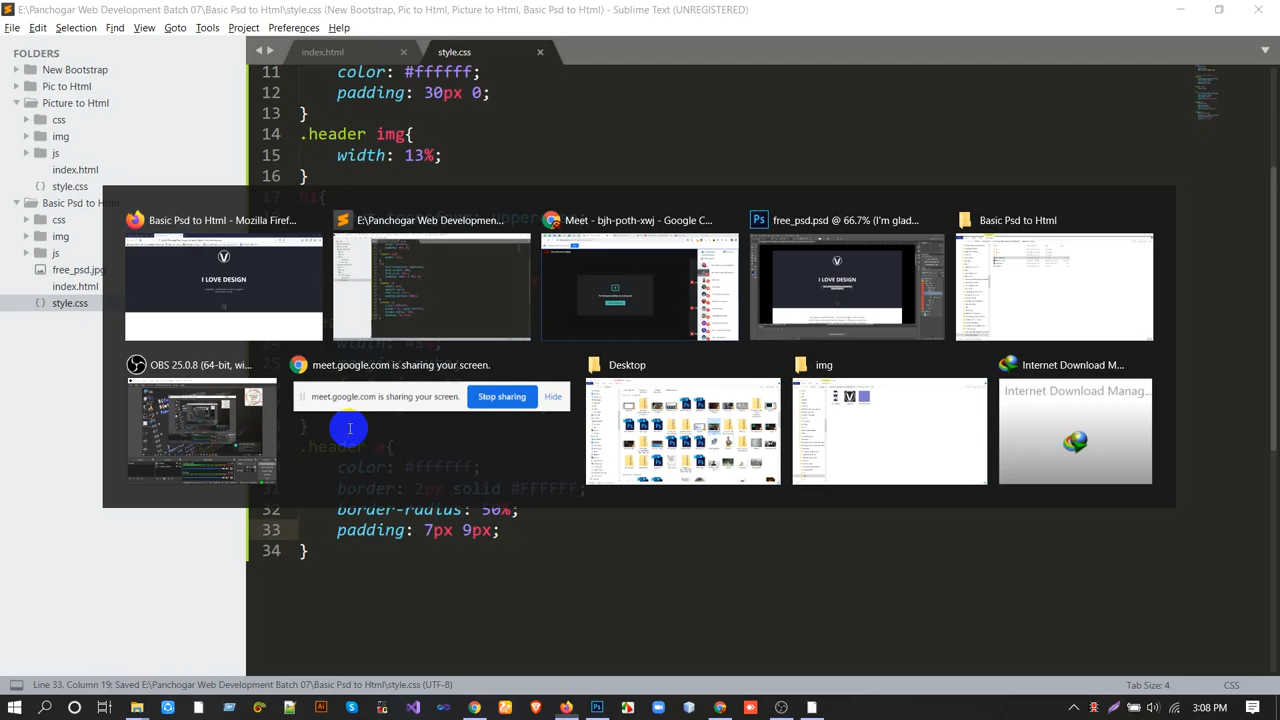 E:\Panchogar Web Development Batch 07\Basic Psd to Html\style.css (New Bootstrap, Pic to Html, Picture to Html, Basic Psd to Html) - Sublime Text (UNREGISTERED)
File Edit Selection Find View Goto Tools Project Preferences Help
FOLDERS
New Bootstrap
Pic to Html
Picture to Html
css
img
js
index.html
style.css
Basic Psd to Html
css
img
js
free_psd.jpg
index.html
style.css
index.html
style.css
11 color: #ffffff;
12 padding: 30px 0;
13 }
14 .header img{
15 width: 13%;
16 }
17
Basic Psd to Html - Mozilla Firef...
E:\Panchogar Web Developmen...
Meet - bjh-poth-xwj - Google C...
free_psd.psd @ 66.7% (I'm glad...
Basic Psd to Html
I LOVE DESIGN
I LOVE DESIGN
OBS 25.0.8 (64-bit, wi...
meet.google.com is sharing your screen.
meet.google.com is sharing your screen.
Stop sharing
Hide
Desktop
img
Internet Download M...
Internet Download Manag...
31 border: 2px solid #FFFFFF;
32 border-radius: 50%;
33 padding: 7px 9px;
34 }
Line 33, Column 19; Saved E:\Panchogar Web Development Batch 07\Basic Psd to Html\style.css (UTF-8)
Tab Size: 4
CSS
3:08 PM